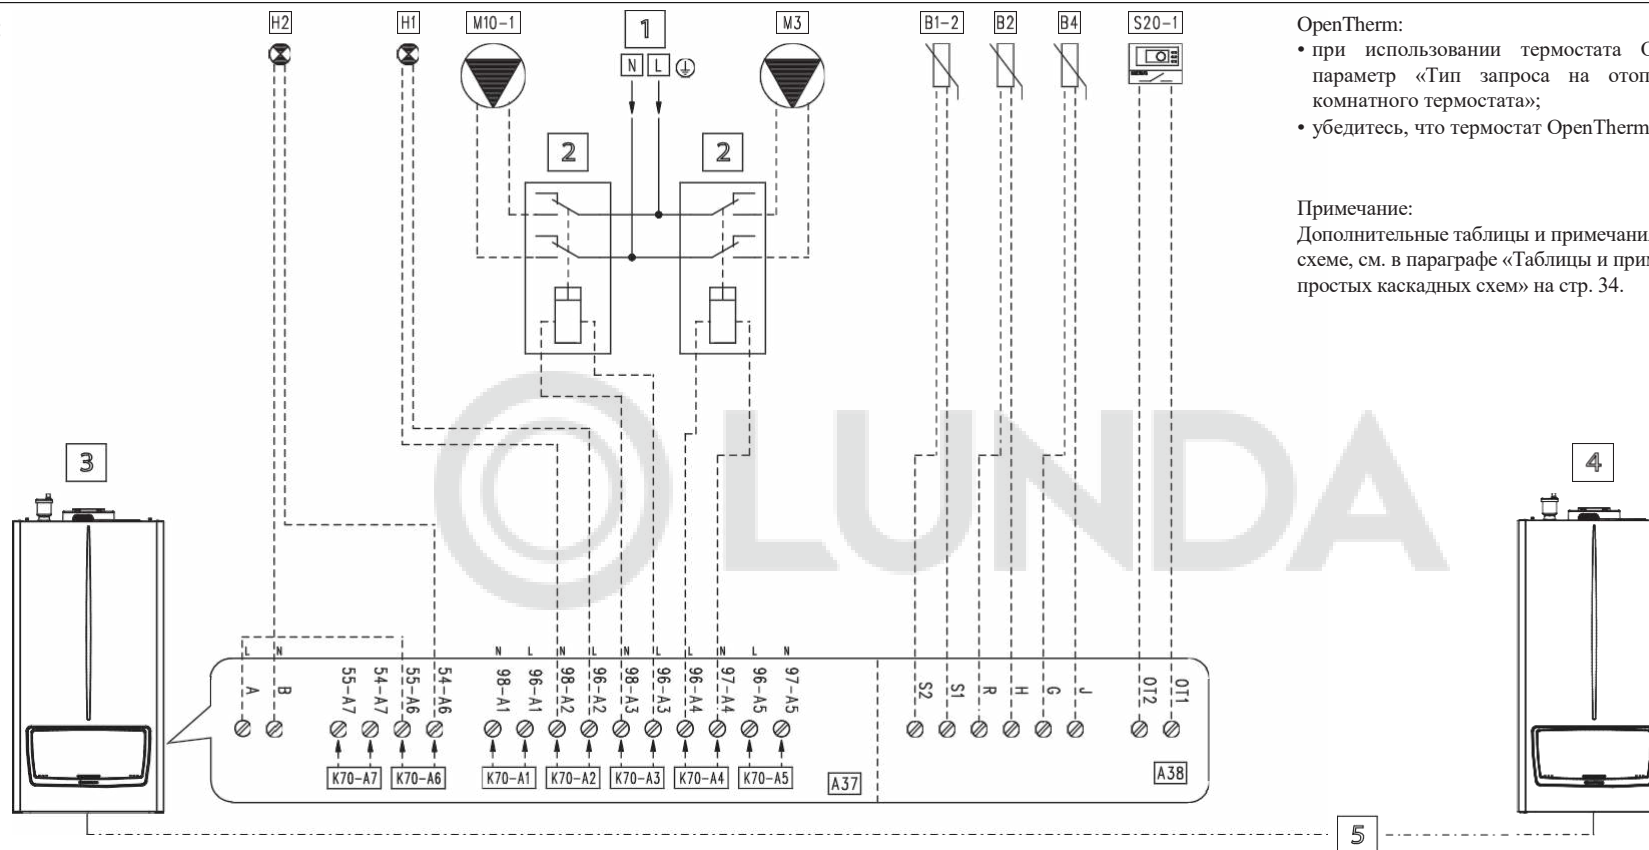 H2 H1 M10-1 1 M3 B1-2 B2 B4 S20-1
N L
2 2
OpenTherm:
• при использовании термостата O
параметр «Тип запроса на отоп
комнатного термостата»;
• убедитесь, что термостат OpenTherm
Примечание:
Дополнительные таблицы и примечани
схеме, см. в параграфе «Таблицы и прим
простых каскадных схем» на стр. 34.
LUNDA
3 4
L N N L N L N L L N L N
A B 55-A7 54-A7 55-A6 54-A6 98-A1 96-A1 98-A2 96-A2 98-A3 96-A3 96-A4 97-A4 96-A5 97-A5 S2 S1 R H G J OT2 OT1
K70-A7 K70-A6 K70-A1 K70-A2 K70-A3 K70-A4 K70-A5 A37 A38
5